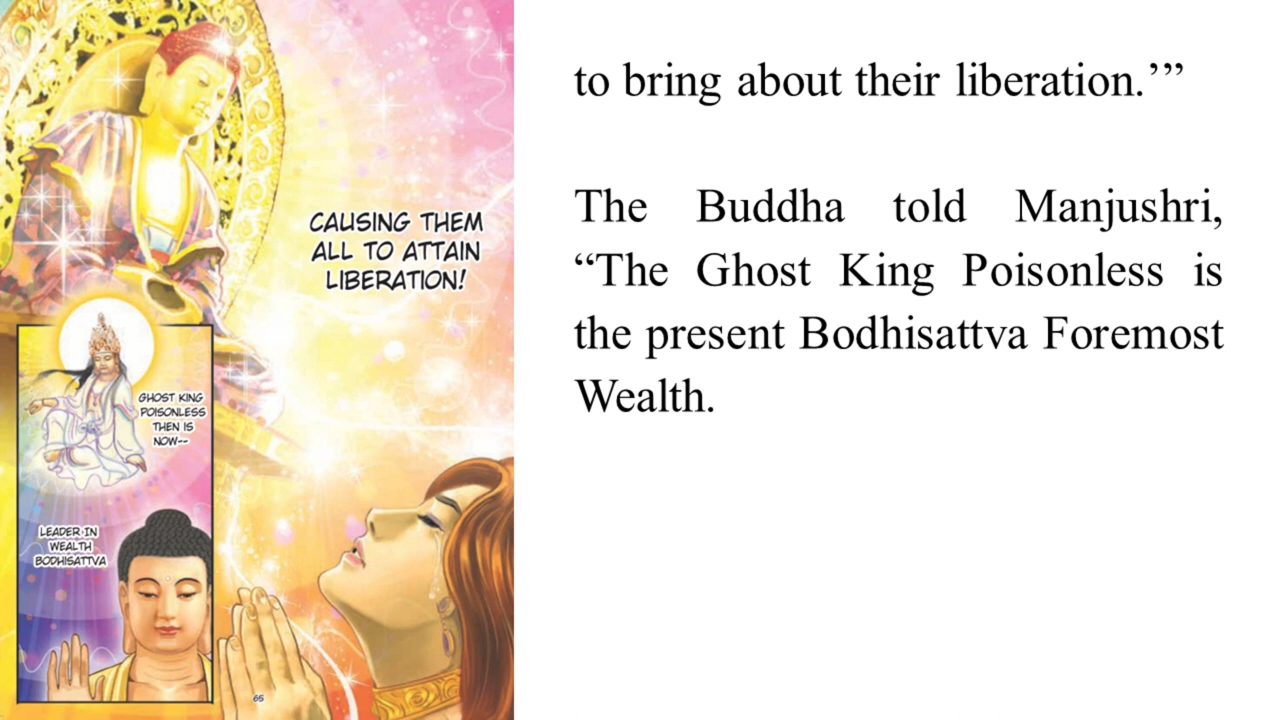 CAUSING THEM
ALL TO ATTAIN
LIBERATION!
GHOST KING
POISONLESS
THEN IS
NOW--
LEADER IN
WEALTH
BODHISATTVA
65
to bring about their liberation.’”
The Buddha told Manjushri,
“The Ghost King Poisonless is
the present Bodhisattva Foremost
Wealth.